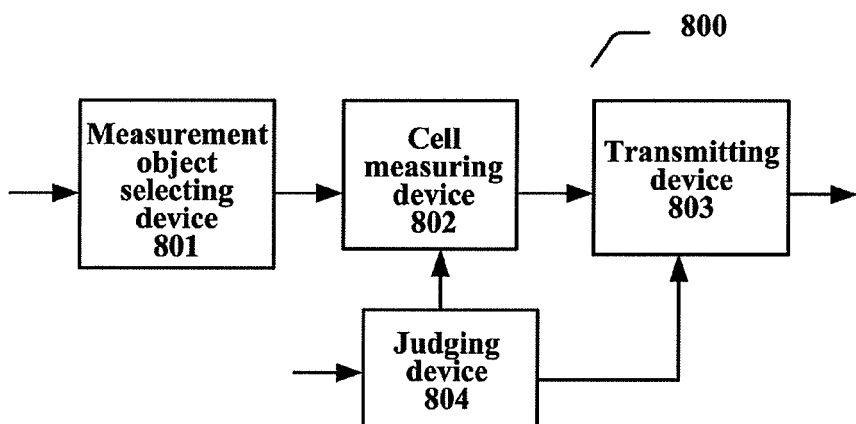 800
Measurement
object
selecting
device
801
Cell
measuring
device
802
Transmitting
device
803
Judging
device
804